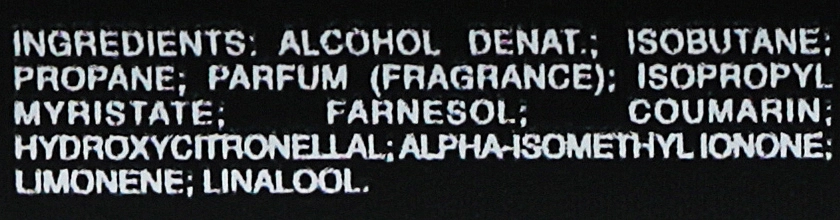 INGREDIENTS: ALCOHOL DENAT.; ISOBUTANE;
PROPANE; PARFUM (FRAGRANCE); ISOPROPYL
MYRISTATE; FARNESOL; COUMARIN;
HYDROXYCITRONELLAL; ALPHA-ISOMETHYL IONONE;
LIMONENE; LINALOOL.